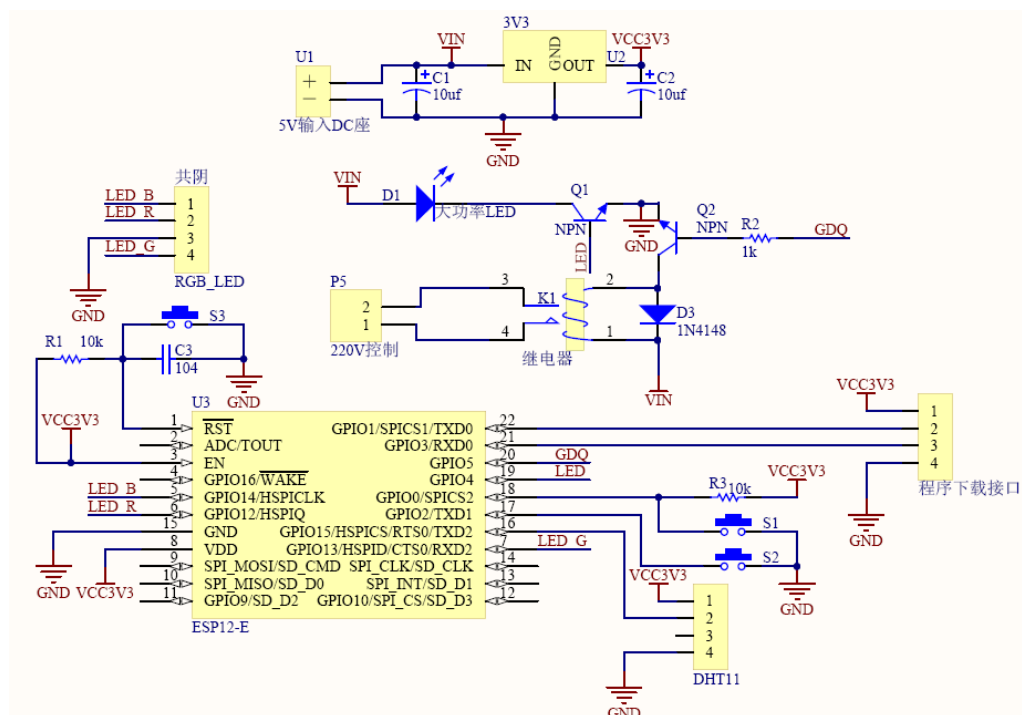 3V3
VIN
VCC3V3
U1
GND
IN
OUT
U2
C1
10uf
C2
10uf
5V输入DC座
GND
共阴
LED_B
LED_R
LED_G
1
2
3
4
RGB_LED
GND
VIN
D1
大功率LED
Q1
NPN
LED
GND
Q2
NPN
R2
1k
GDQ
P5
2
1
220V控制
3
4
K1
2
1
继电器
D3
1N4148
VIN
S3
R1
10k
C3
104
GND
VCC3V3
U3
1
RST
2
ADC/TOUT
3
EN
4
GPIO16/WAKE
LED_B
5
GPIO14/HSPICLK
LED_R
6
GPIO12/HSPIQ
15
GND
8
VDD
9
SPI_MOSI/SD_CMD
10
SPI_MISO/SD_D0
11
GPIO9/SD_D2
GND
VCC3V3
ESP12-E
GPIO1/SPICS1/TXD0
22
GPIO3/RXD0
21
GPIO5
20
GDQ
GPIO4
19
LED
GPIO0/SPICS2
18
GPIO2/TXD1
17
GPIO15/HSPICS/RTS0/TXD2
16
GPIO13/HSPID/CTS0/RXD2
7
LED_G
SPI_CLK/SD_CLK
14
SPI_INT/SD_D1
13
GPIO10/SPI_CS/SD_D3
12
VCC3V3
1
2
3
4
程序下载接口
GND
R3
10k
VCC3V3
S1
S2
GND
VCC3V3
1
2
3
4
DHT11
GND